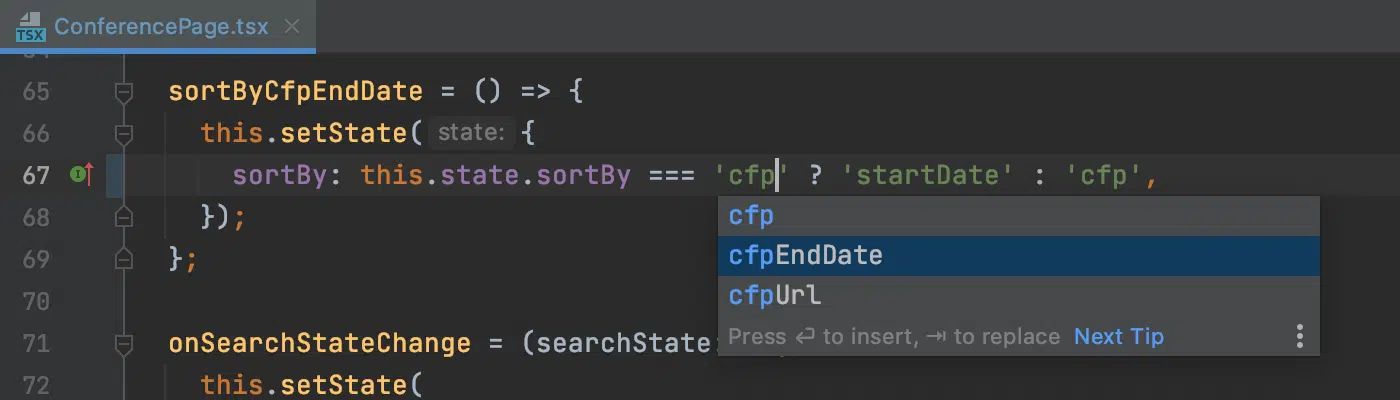 TSX ConferencePage.tsx ×
64
65 sortByCfpEndDate = () => {
66 this.setState( state: {
67 sortBy: this.state.sortBy === 'cfp' ? 'startDate' : 'cfp',
68 });
cfp
69 };
cfpEndDate
70
cfpUrl
Press ⏎ to insert, ⇥ to replace Next Tip
71 onSearchStateChange = (searchState:
72 this.setState(